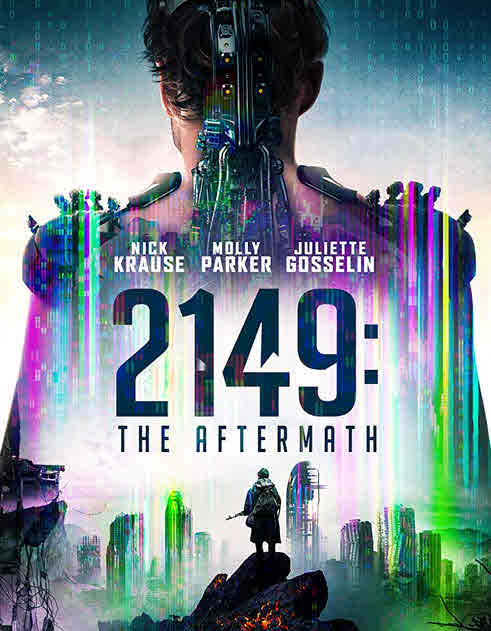 NICK MOLLY JULIETTE
KRAUSE PARKER GOSSELIN
2149:
THE AFTERMATH